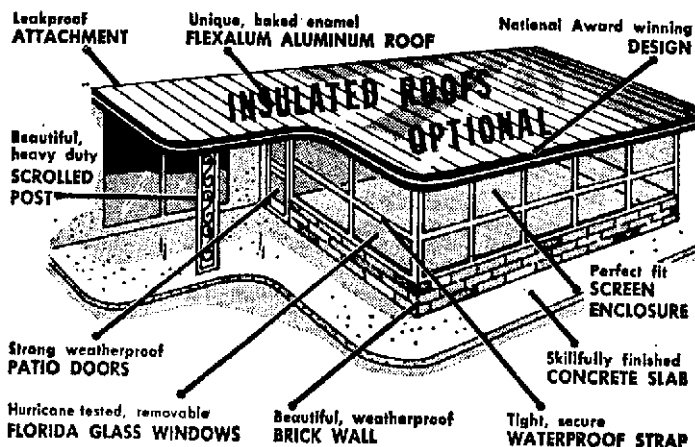 Leakproof
ATTACHMENT
Unique, baked enamel
FLEXALUM ALUMINUM ROOF
National Award winning
DESIGN
INSULATED ROOFS
OPTIONAL
Beautiful,
heavy duty
SCROLLED
POST
Perfect fit
SCREEN
ENCLOSURE
Strong weatherproof
PATIO DOORS
Skillfully finished
CONCRETE SLAB
Hurricane tested, removable
FLORIDA GLASS WINDOWS
Beautiful, weatherproof
BRICK WALL
Tight, secure
WATERPROOF STRAP